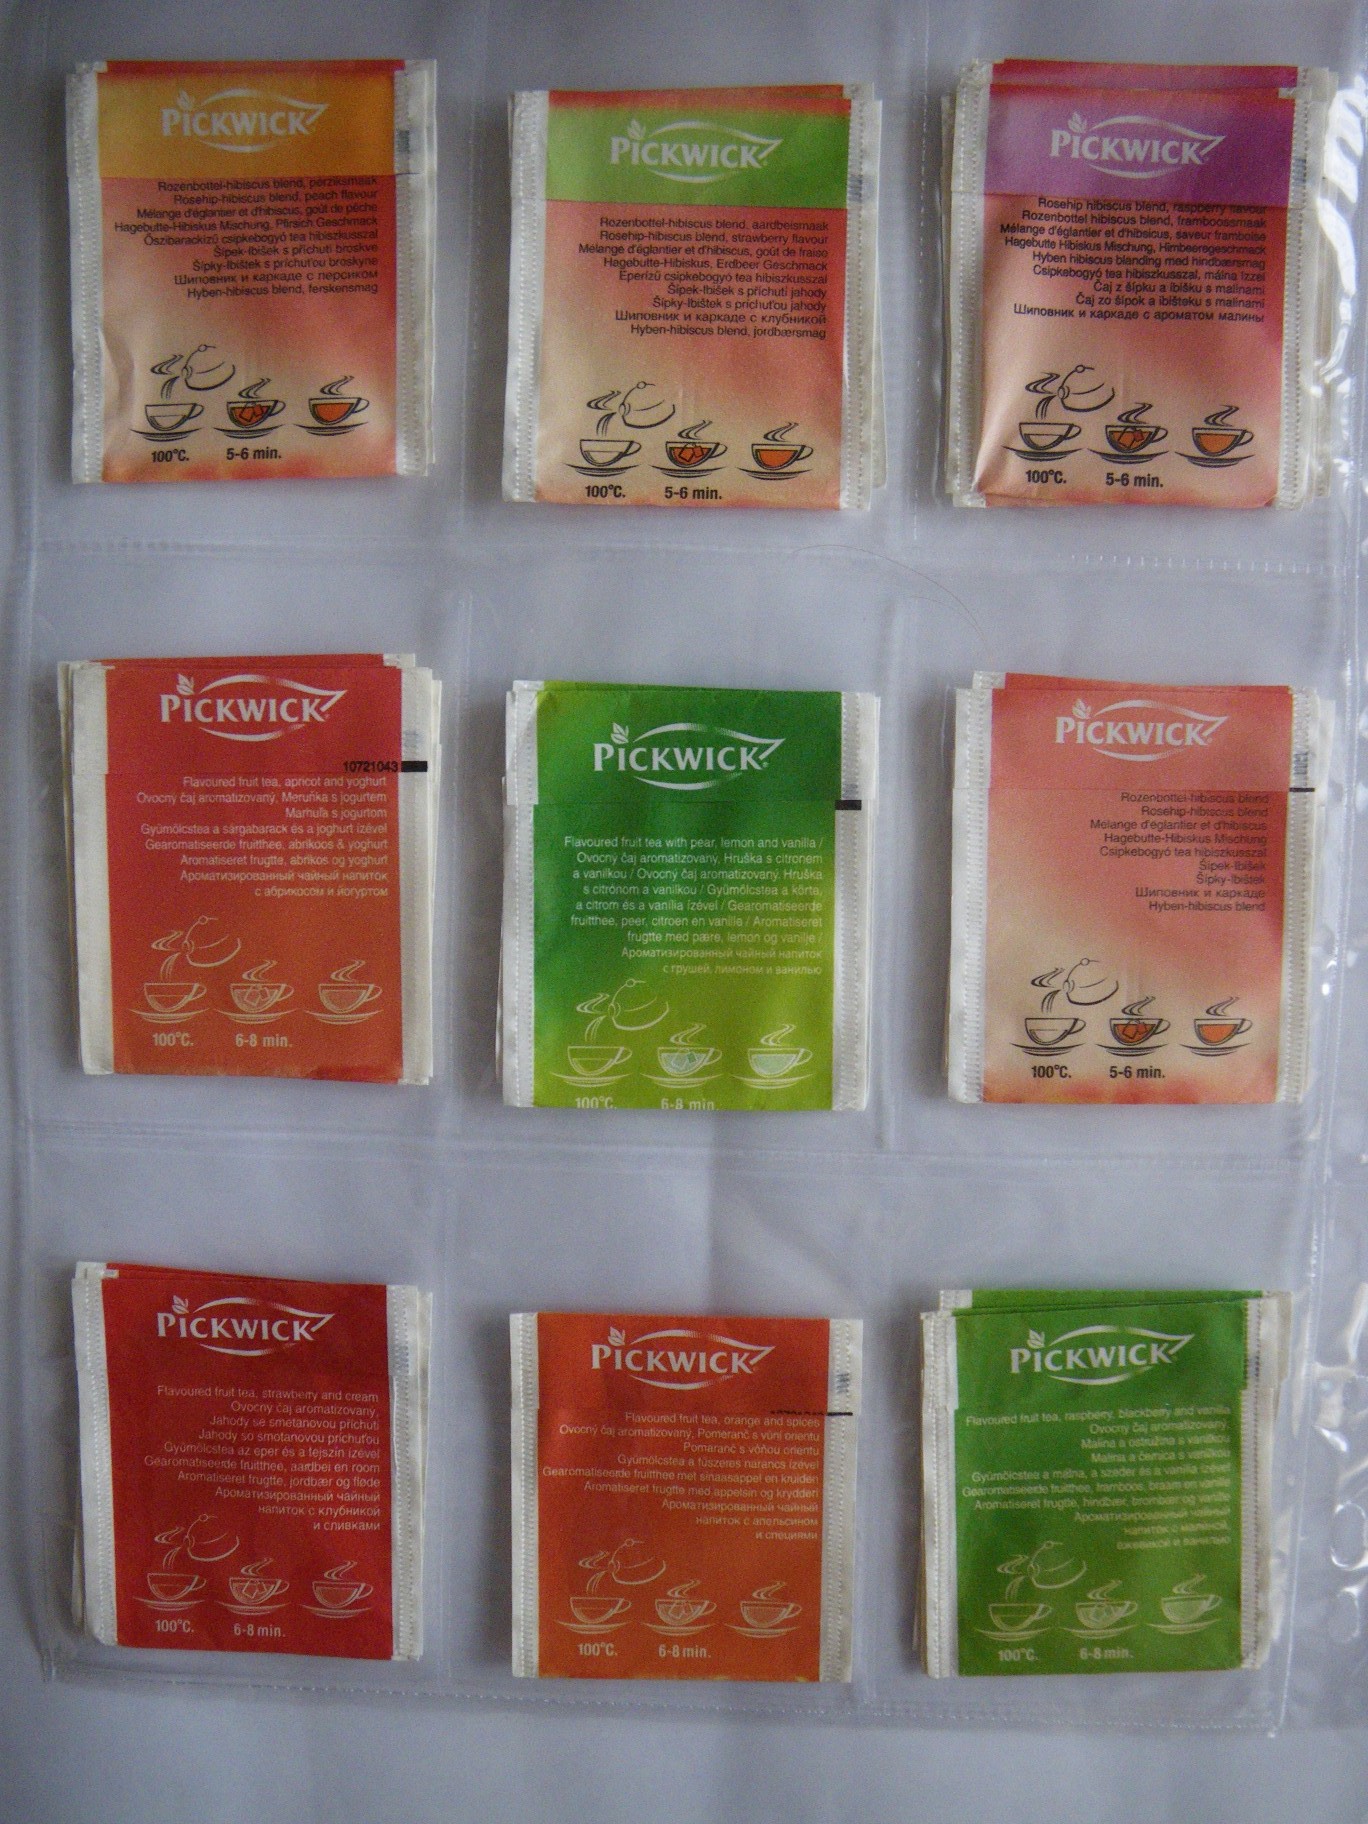 PICKWICK
Rozenbottel-hibiscus blend, perziksmaak
Rosehip-hibiscus blend, peach flavour
Mélange d'églantier et d'hibiscus, goût de pêche
Hagebutte-Hibiskus Mischung, Pfirsich Geschmack
Őszibarackízű csipkebogyó tea hibiszkusszal
Šípek-Ibišek s příchutí broskve
Šípky-Ibištek s príchuťou broskyne
Шиповник и каркаде с персиком
Hyben-hibiscus blend, ferskensmag
100°C. 5-6 min.
PICKWICK
Rozenbottel-hibiscus blend, aardbeismaak
Rosehip-hibiscus blend, strawberry flavour
Mélange d'églantier et d'hibiscus, goût de fraise
Hagebutte-Hibiskus, Erdbeer Geschmack
Eperízű csipkebogyó tea hibiszkusszal
Šípek-Ibišek s příchutí jahody
Šípky-Ibištek s príchuťou jahody
Шиповник и каркаде с клубникой
Hyben-hibiscus blend, jordbærsmag
100°C. 5-6 min.
PICKWICK
Rosehip hibiscus blend, raspberry flavour
Rozenbottel hibiscus blend, framboossmaak
Mélange d'églantier et d'hibiscus, saveur framboise
Hagebutte Hibiskus Mischung, Himbeeregeschmack
Hyben hibiscus blanding med hindbærsmag
Csipkebogyó tea hibiszkusszal, málna ízzel
Čaj z šípku a ibišku s malinami
Čaj zo šípok a ibišteku s malinami
Шиповник и каркаде с ароматом малины
100°C. 5-6 min.
PICKWICK
10721043
Flavoured fruit tea, apricot and yoghurt
Ovocný čaj aromatizovaný, Meruňka s jogurtem
Marhuľa s jogurtom
Gyümölcstea a sárgabarack és a joghurt ízével
Gearomatiseerde fruitthee, abrikoos & yoghurt
Aromatiseret frugtte, abrikos og yoghurt
Ароматизированный чайный напиток
с абрикосом и йогуртом
100°C. 6-8 min.
PICKWICK
Flavoured fruit tea with pear, lemon and vanilla /
Ovocný čaj aromatizovaný, Hruška s citronem
a vanilkou / Ovocný čaj aromatizovaný. Hruška
s citrónom a vanilkou / Gyümölcstea a körta,
a citrom és a vanília ízével / Gearomatiseerde
fruitthee, peer, citroen en vanille / Aromatiseret
frugtte med pære, lemon og vanilje /
Ароматизированный чайный напиток
с грушей, лимоном и ванилью
100°C. 6-8 min.
PICKWICK
Rozenbottel-hibiscus blend
Rosehip-hibiscus blend
Mélange d'églantier et d'hibiscus
Hagebutte-Hibiskus Mischung
Csipkebogyó tea hibiszkusszal
Šípek-Ibišek
Šípky-Ibištek
Шиповник и каркаде
Hyben-hibiscus blend
100°C. 5-6 min.
PICKWICK
Flavoured fruit tea, strawberry and cream
Ovocný čaj aromatizovaný,
Jahody se smetanovou příchutí
Jahody so smotanovou príchuťou
Gyümölcstea az eper és a tejszín ízével
Gearomatiseerde fruitthee, aardbei en room
Aromatiseret frugtte, jordbær og fløde
Ароматизированный чайный
напиток с клубникой
и сливками
100°C. 6-8 min.
PICKWICK
Flavoured fruit tea, orange and spices
Ovocný čaj aromatizovaný, Pomeranč s vůní orientu
Pomaranč s vôňou orientu
Gyümölcstea a fűszeres narancs ízével
Gearomatiseerde fruitthee met sinaasappel en kruiden
Aromatiseret frugtte med appelsin og krydderi
Ароматизированный чайный
напиток с апельсином
и специями
100°C. 6-8 min.
PICKWICK
Flavoured fruit tea, raspberry, blackberry and vanilla
Ovocný čaj aromatizovaný,
Malina a ostružina s vanilkou
Malina a černica s vanilkou
Gyümölcstea a málna, a szeder és a vanília ízével
Gearomatiseerde fruitthee, framboos, braam en vanille
Aromatiseret frugtte, hindbær, brombær og vanilje
Ароматизированный чайный
напиток с малиной,
ежевикой и ванилью
100°C. 6-8 min.